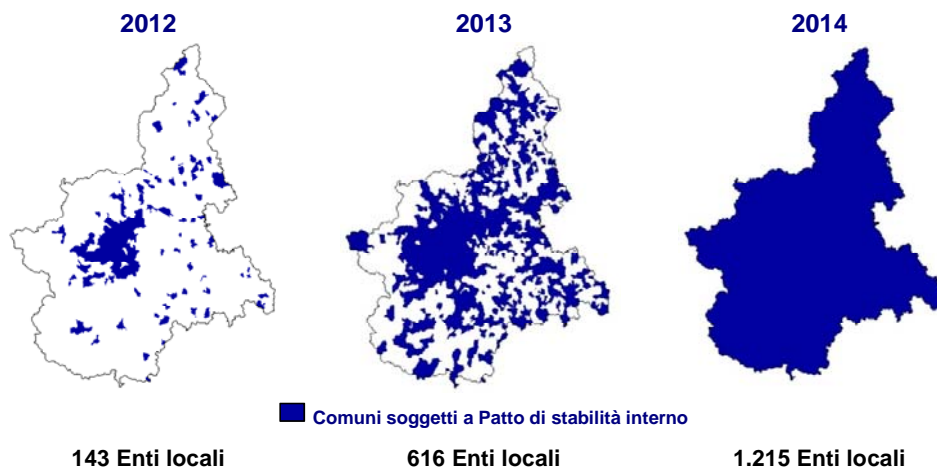 2012
2013
2014
Comuni soggetti a Patto di stabilità interno
143 Enti locali
616 Enti locali
1.215 Enti locali